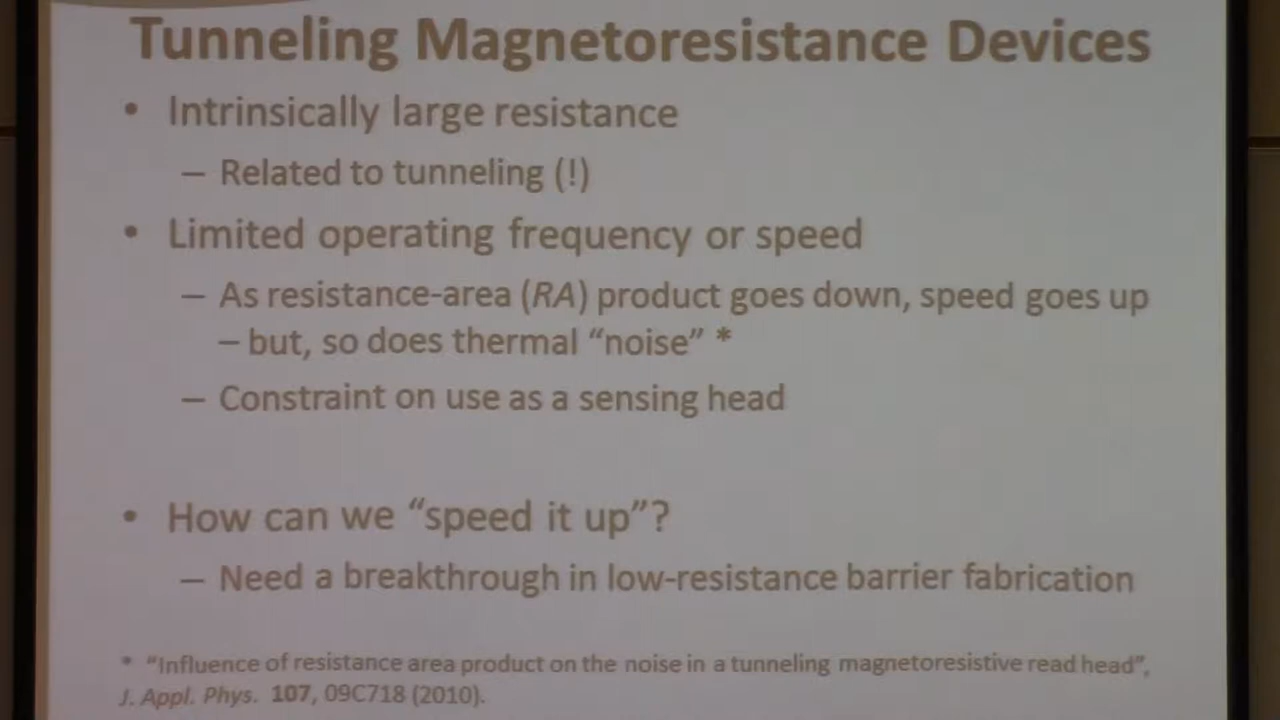 Tunneling Magnetoresistance Devices
• Intrinsically large resistance
– Related to tunneling (!)
• Limited operating frequency or speed
– As resistance-area (RA) product goes down, speed goes up
– but, so does thermal “noise” *
– Constraint on use as a sensing head
• How can we “speed it up”?
– Need a breakthrough in low-resistance barrier fabrication
* “Influence of resistance area product on the noise in a tunneling magnetoresistive read head”,
J. Appl. Phys. 107, 09C718 (2010).